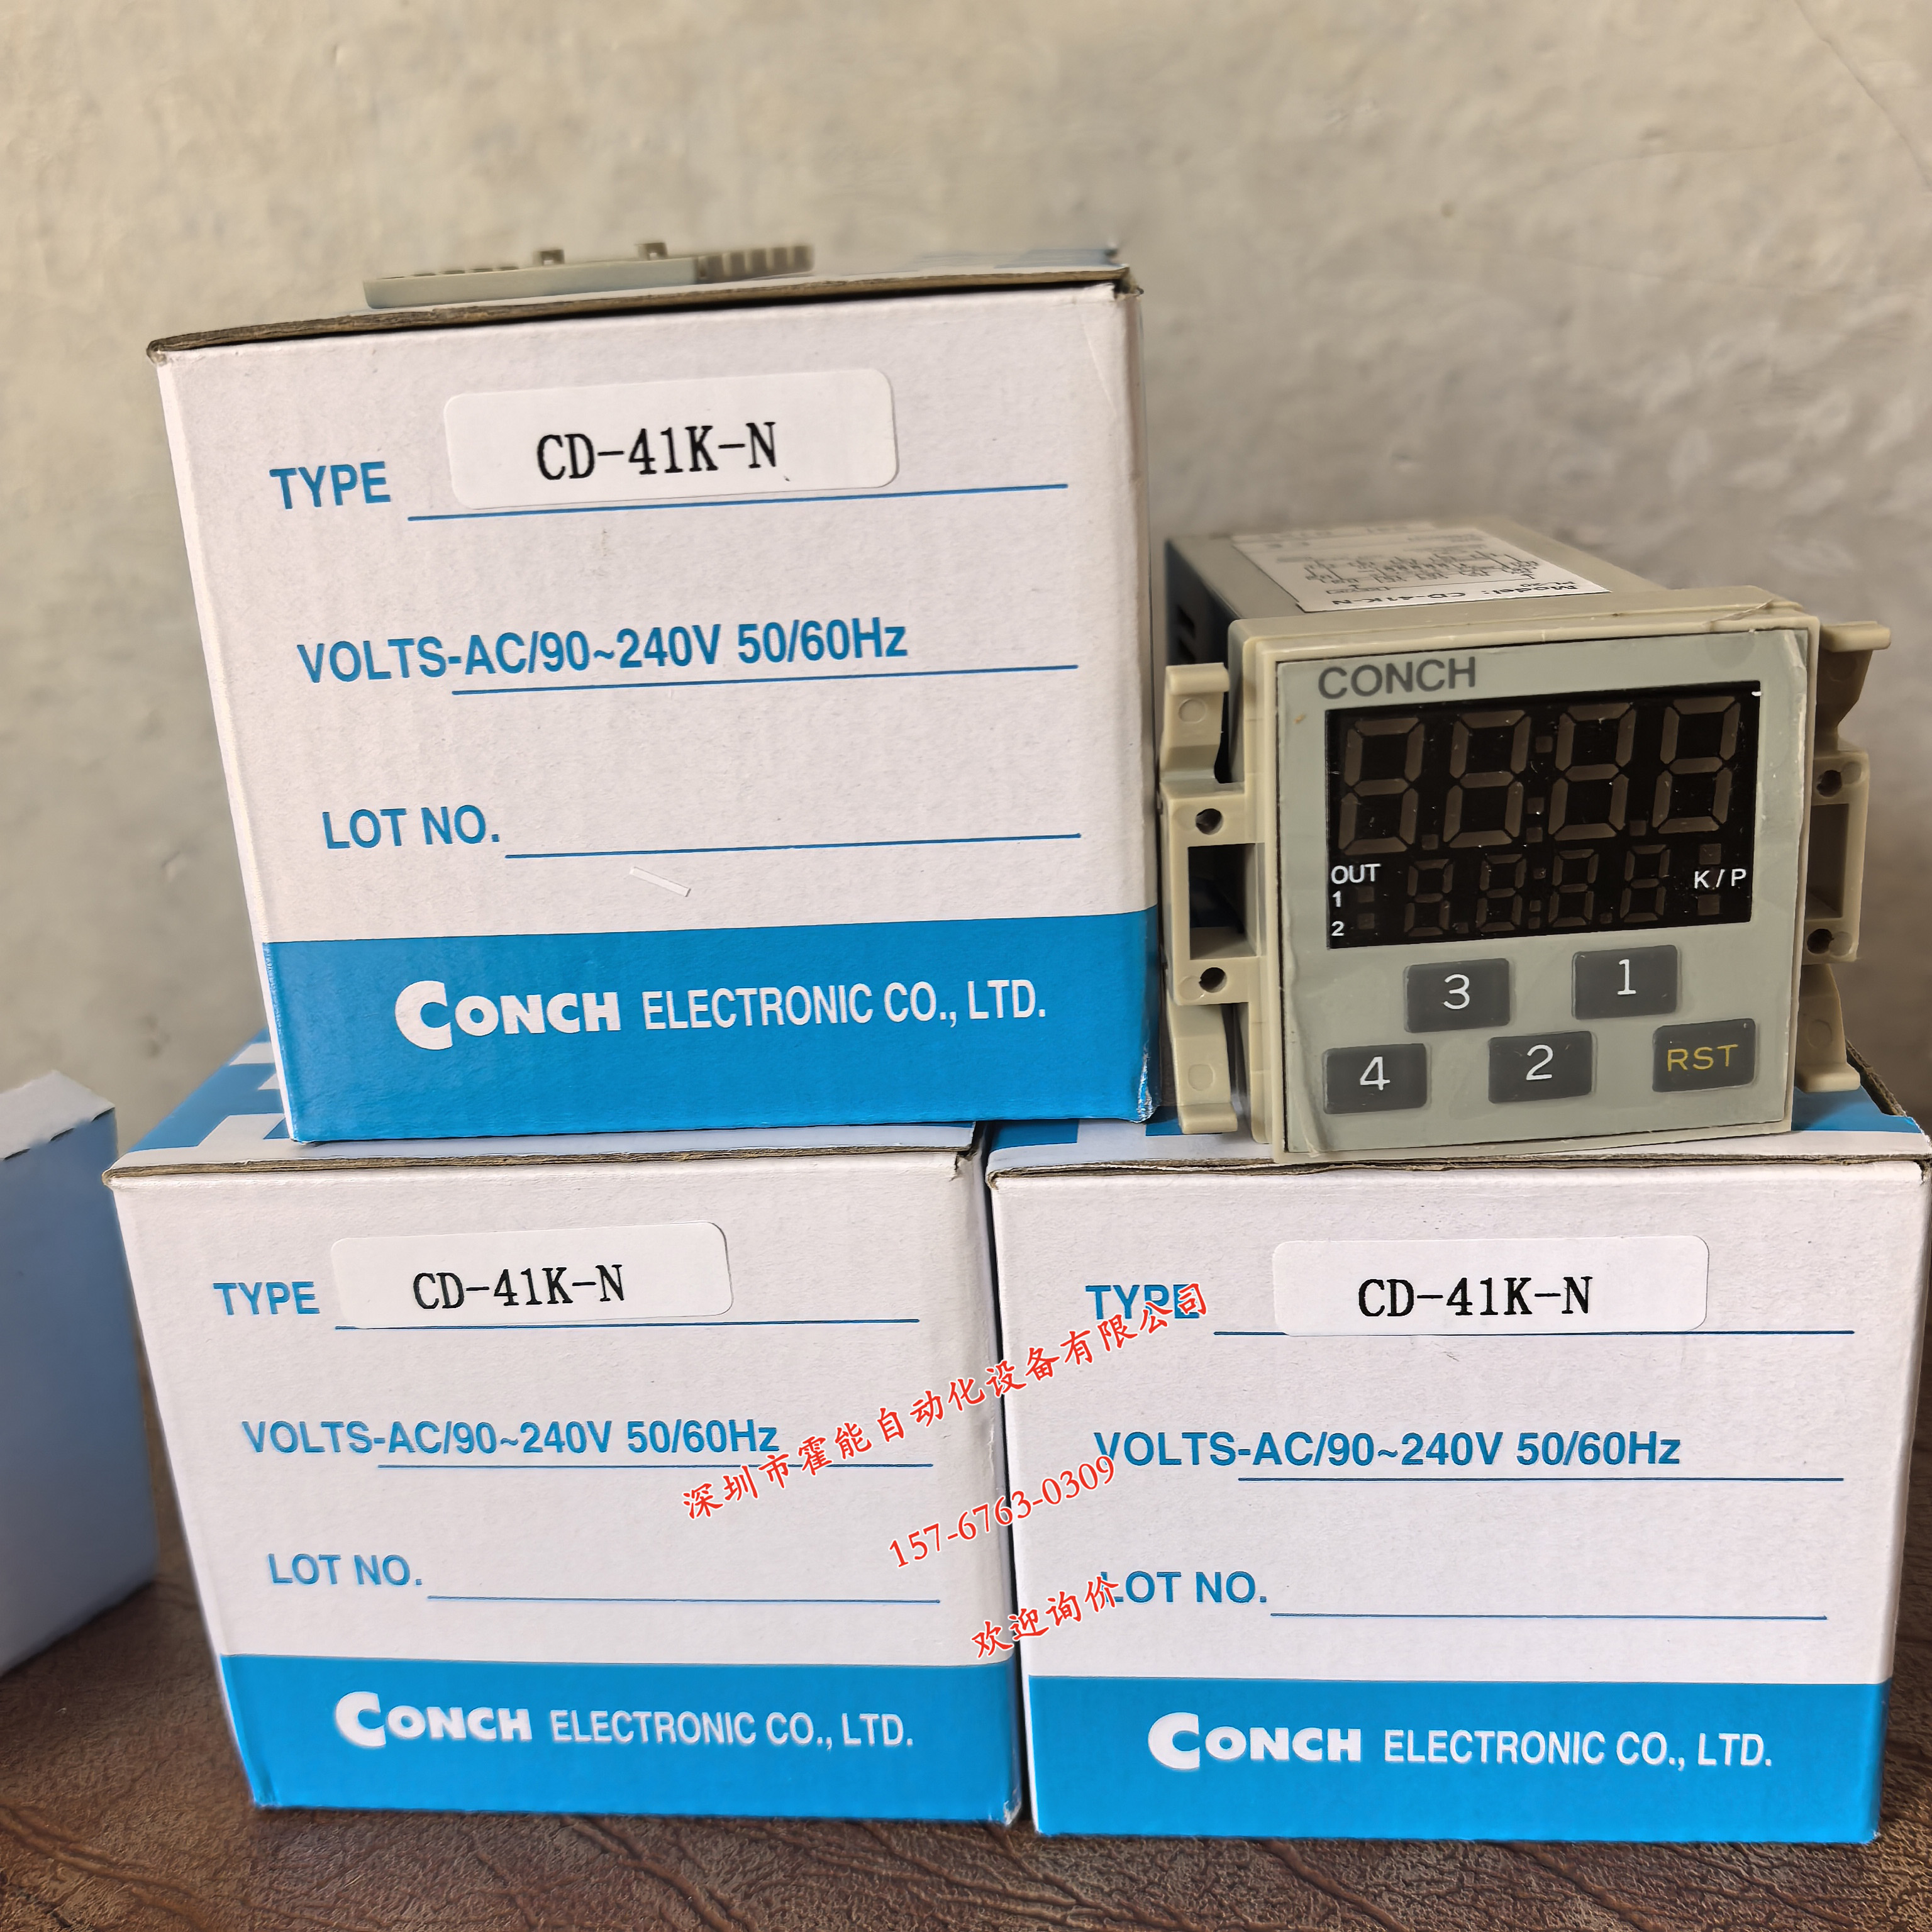 TYPE CD-41K-N
VOLTS-AC/90~240V 50/60Hz
LOT NO.
CONCH ELECTRONIC CO., LTD.
Model: CD-41K-N
CONCH
OUT
1
2
K / P
3 1
4 2 RST
TYPE CD-41K-N
VOLTS-AC/90~240V 50/60Hz
LOT NO.
CONCH ELECTRONIC CO., LTD.
TYPE CD-41K-N
VOLTS-AC/90~240V 50/60Hz
LOT NO.
CONCH ELECTRONIC CO., LTD.
深圳市霍能自动化设备有限公司
157-6763-0309
欢迎询价